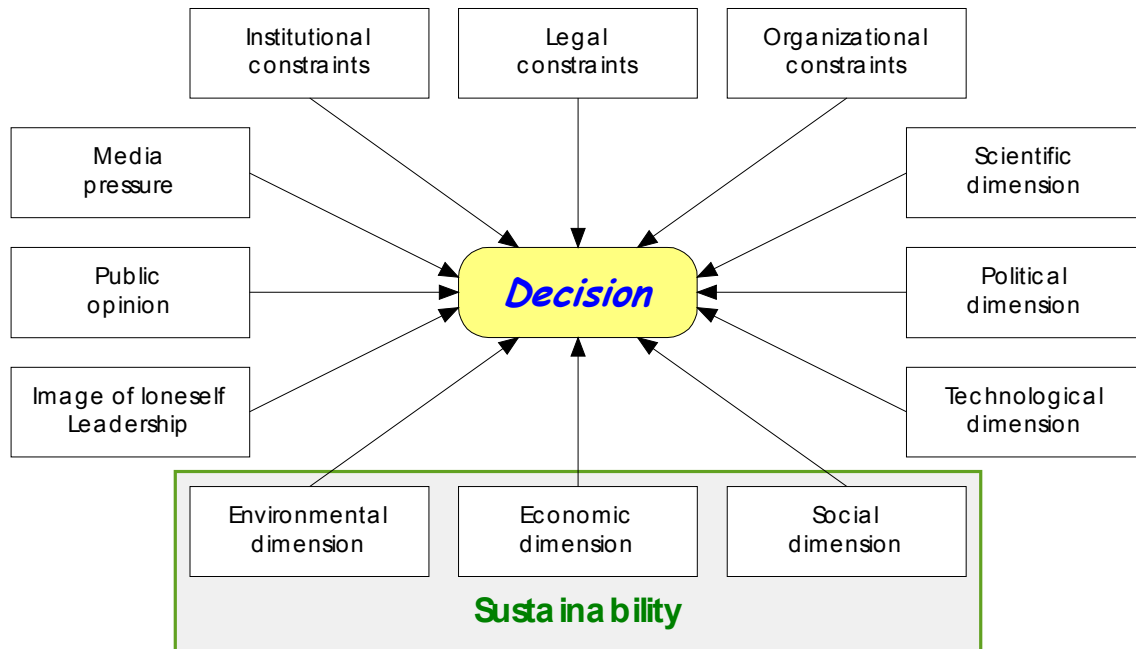 Institutional
constraints
Legal
constraints
Organizational
constraints
Media
pressure
Scientific
dimension
Public
opinion
Decision
Political
dimension
Image of Ioneself
Leadership
Technological
dimension
Environmental
dimension
Economic
dimension
Social
dimension
Sustainability